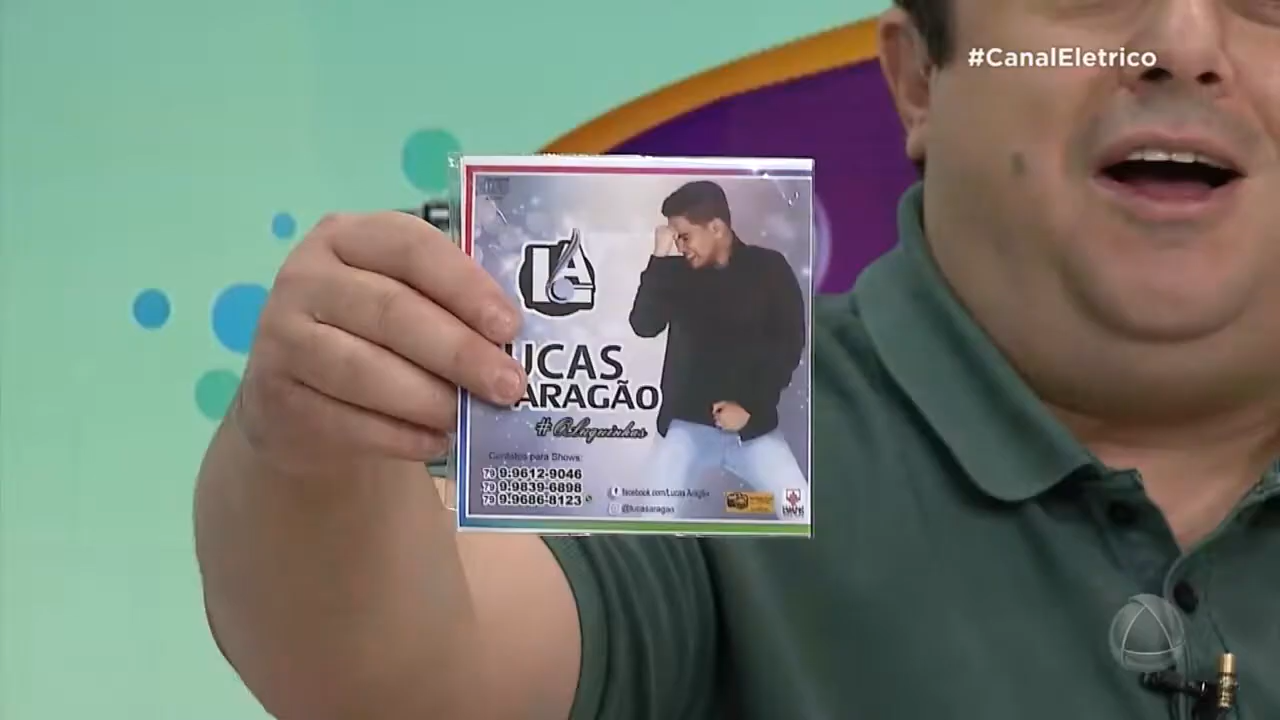 #CanalEletrico
LA
LUCAS
ARAGÃO
# OLuquinhas
Contatos para Shows:
79 9.9612-9046
79 9.9839-6898
79 9.9686-8123
facebook.com/Lucas Aragão
@lucasaragao